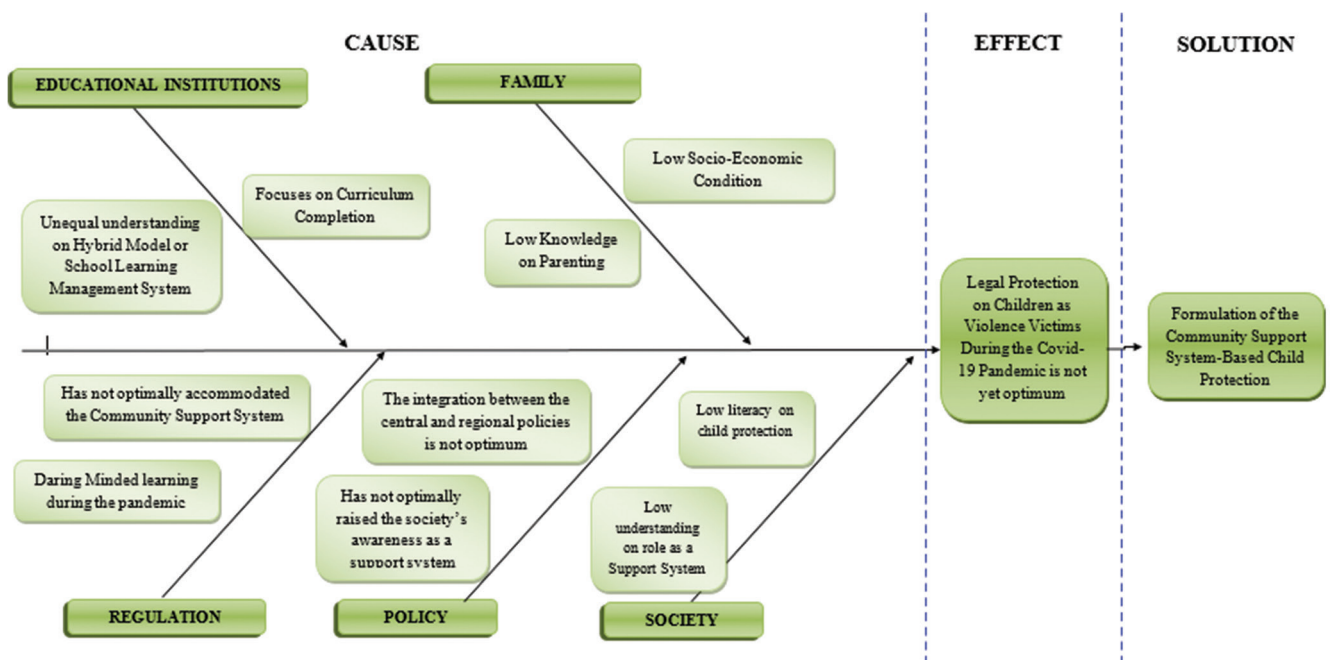 CAUSE
EFFECT
SOLUTION
EDUCATIONAL INSTITUTIONS
FAMILY
Unequal understanding
on Hybrid Model or
School Learning
Management System
Focuses on Curriculum
Completion
Low Knowledge
on Parenting
Low Socio-Economic
Condition
Has not optimally accommodated
the Community Support System
Daring Minded learning
during the pandemic
The integration between the
central and regional policies
is not optimum
Has not optimally
raised the society's
awareness as a
support system
Low literacy on
child protection
Low
understanding
on role as a
Support System
REGULATION
POLICY
SOCIETY
Legal Protection
on Children as
Violence Victims
During the Covid-
19 Pandemic is not
yet optimum
Formulation of the
Community Support
System-Based Child
Protection